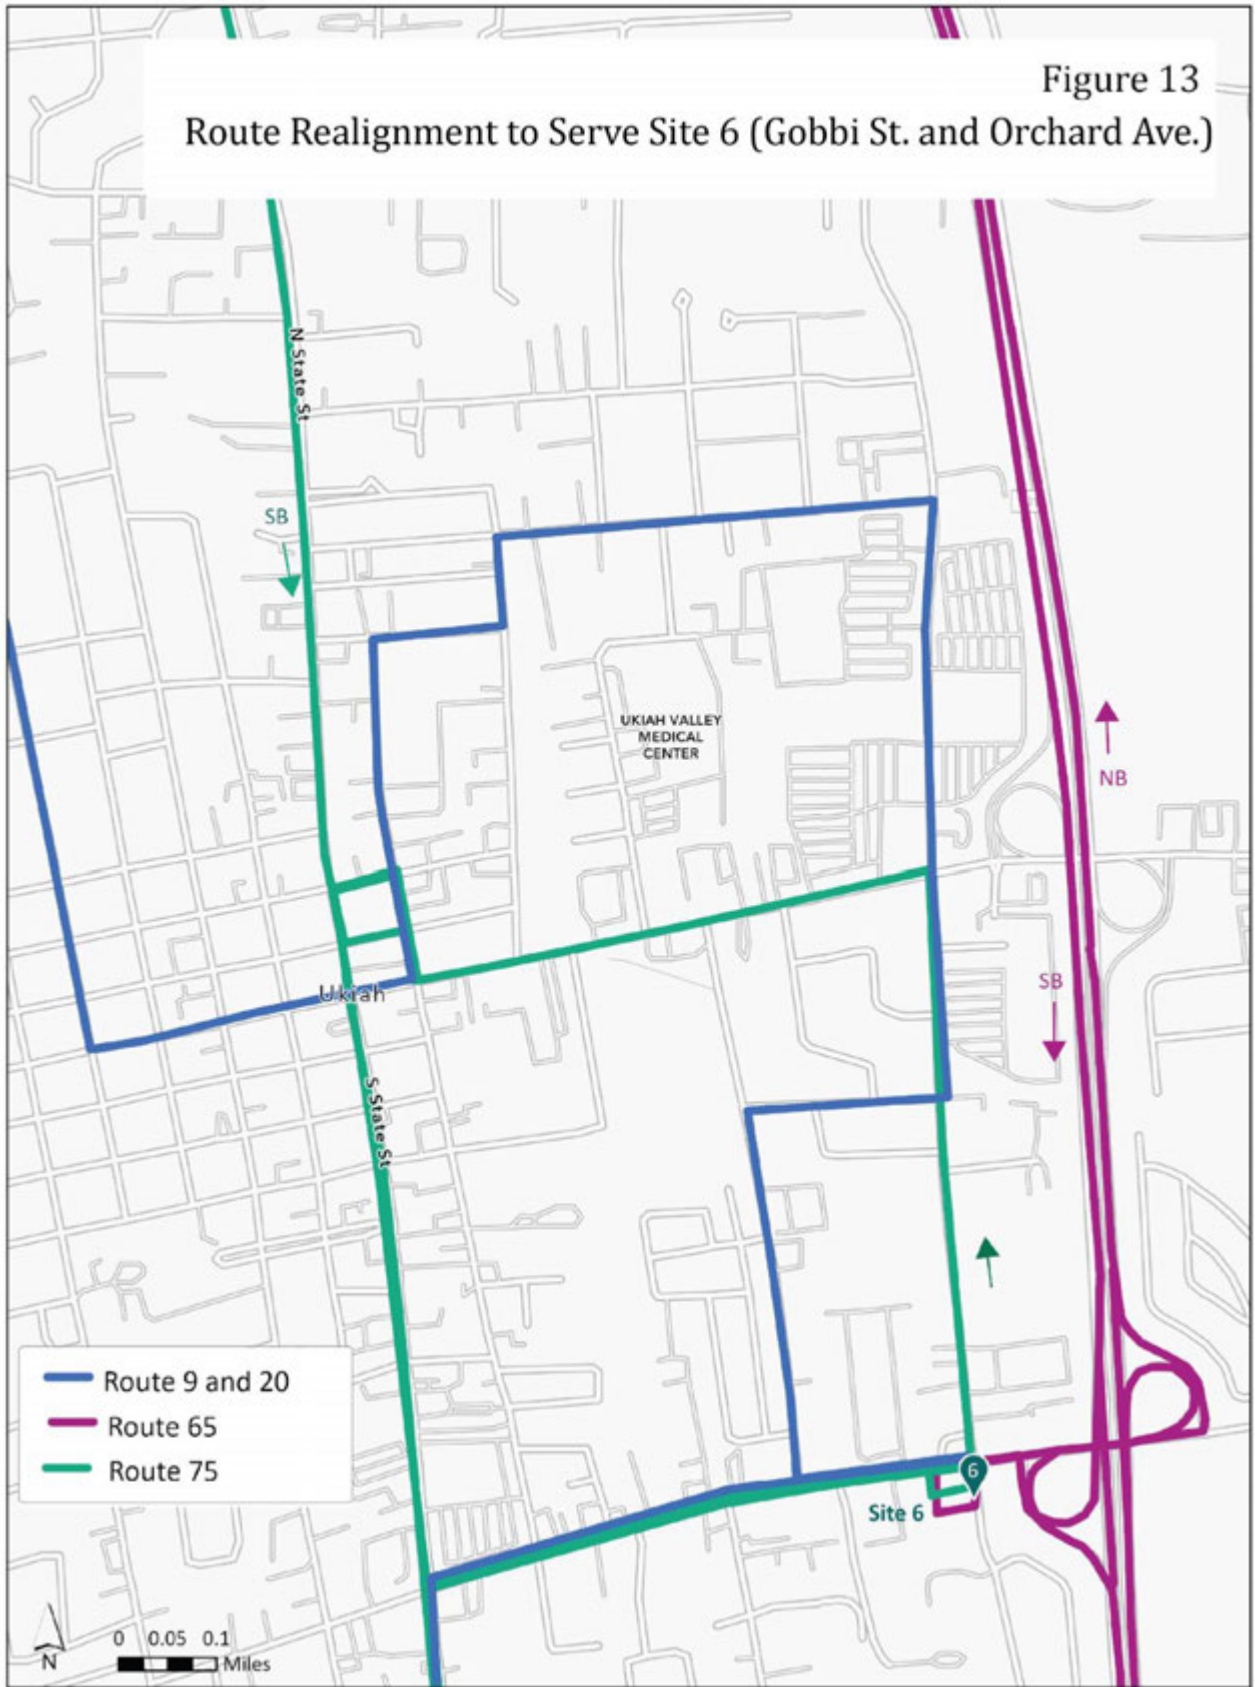 Figure 13
Route Realignment to Serve Site 6 (Gobbi St. and Orchard Ave.)
N State St
SB
UKIAH VALLEY
MEDICAL
CENTER
NB
SB
Ukiah
S State St
Route 9 and 20
Route 65
Route 75
6
Site 6
0 0.05 0.1
Miles
N